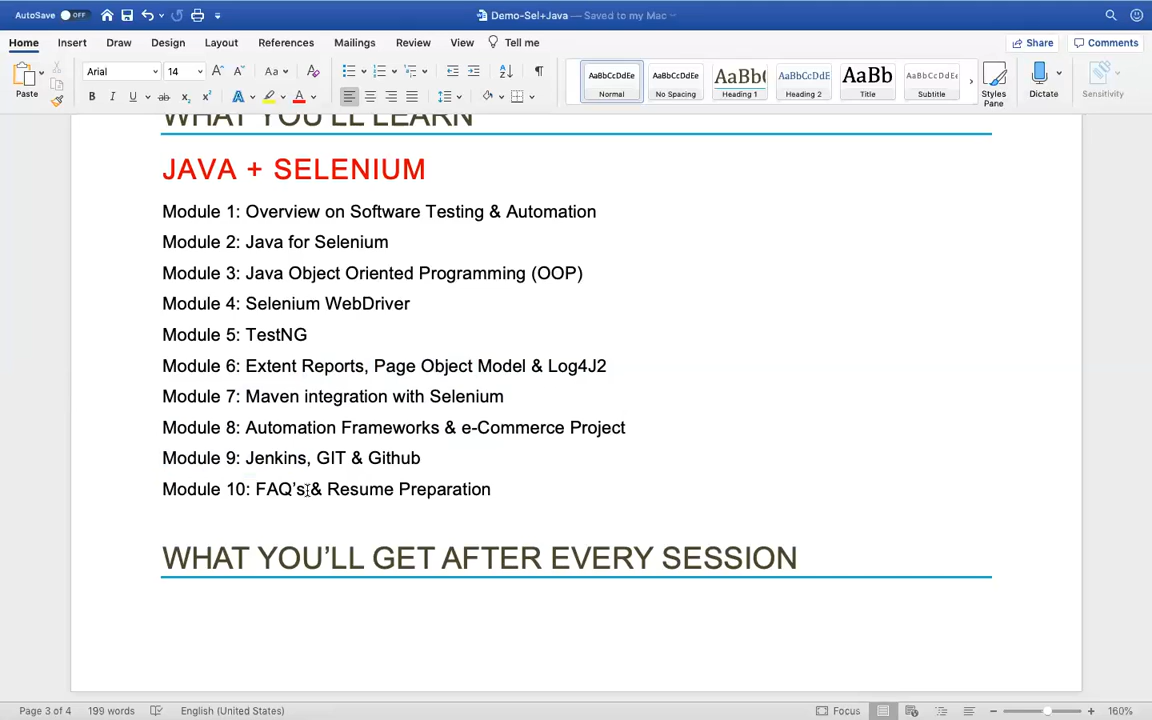 AutoSave OFF Demo-Sel+Java — Saved to my Mac
Home Insert Draw Design Layout References Mailings Review View Tell me Share Comments
Paste Arial 14 Aa AaBbCcDdEe Normal AaBbCcDdEe No Spacing AaBb( Heading 1 AaBbCcDdE Heading 2 AaBb Title AaBbCcDdEe Subtitle Styles Pane Dictate Sensitivity
WHAT YOU'LL LEARN
JAVA + SELENIUM
Module 1: Overview on Software Testing & Automation
Module 2: Java for Selenium
Module 3: Java Object Oriented Programming (OOP)
Module 4: Selenium WebDriver
Module 5: TestNG
Module 6: Extent Reports, Page Object Model & Log4J2
Module 7: Maven integration with Selenium
Module 8: Automation Frameworks & e-Commerce Project
Module 9: Jenkins, GIT & Github
Module 10: FAQ's & Resume Preparation
WHAT YOU'LL GET AFTER EVERY SESSION
Page 3 of 4 199 words English (United States) Focus 160%